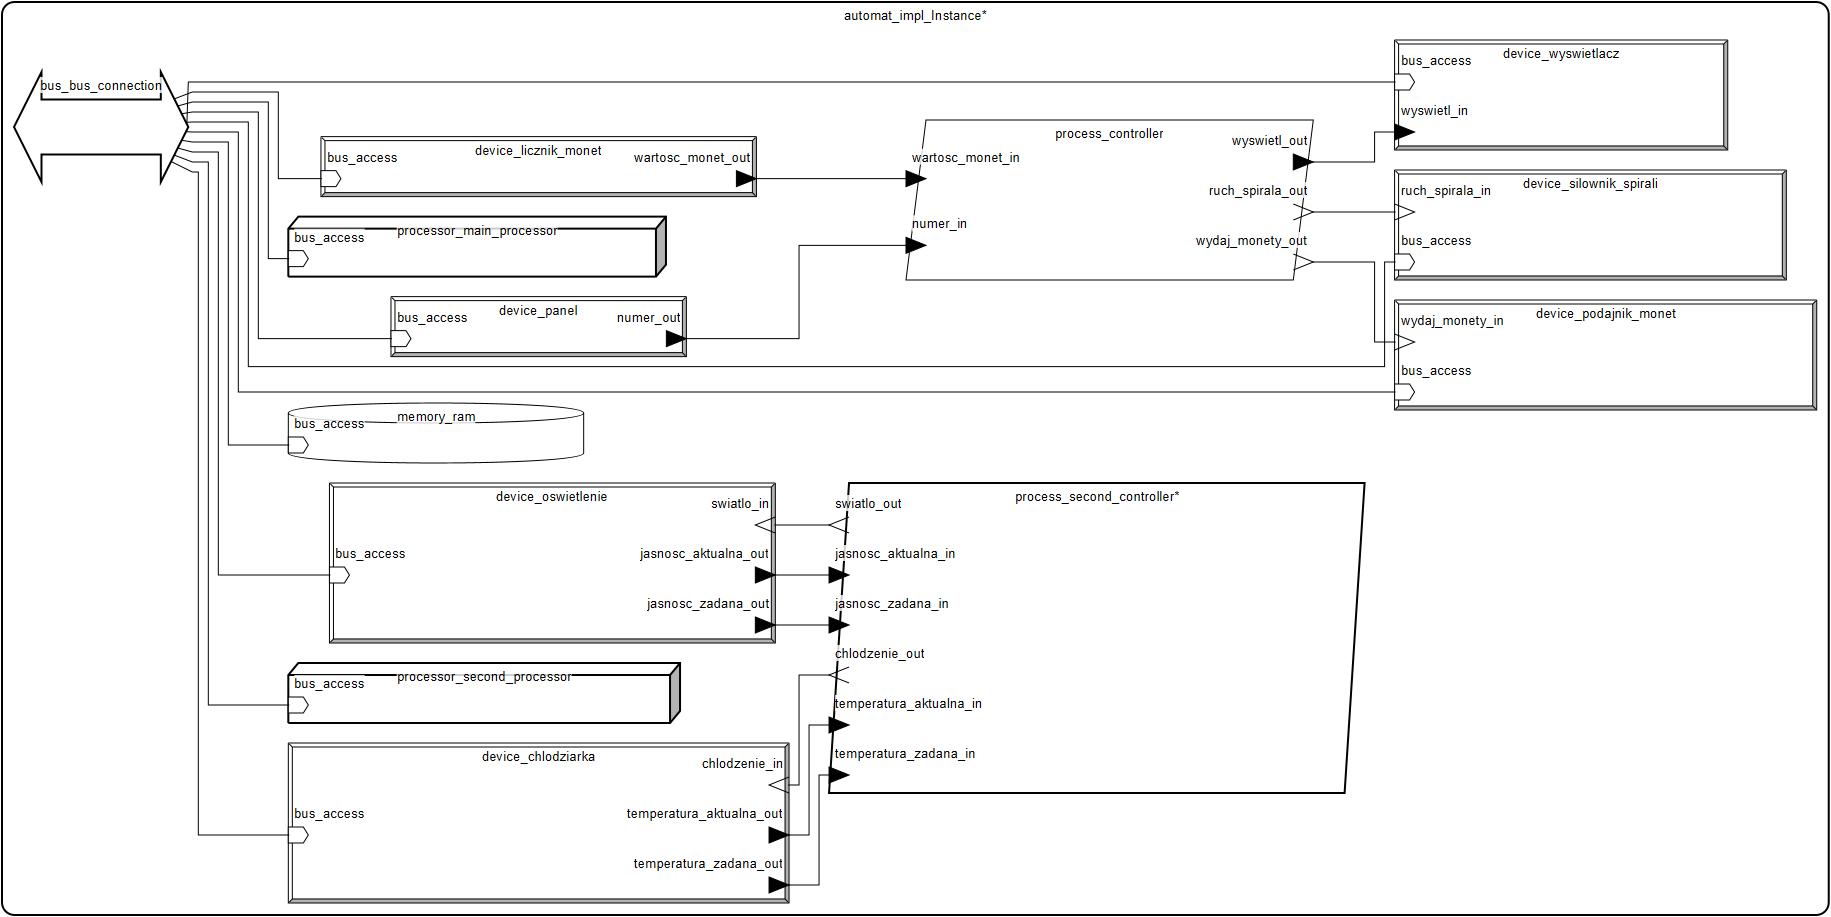 automat_impl_Instance*
bus_bus_connection
device_wyswietlacz
bus_access
wyswietl_in
device_licznik_monet
bus_access
wartosc_monet_out
process_controller
wartosc_monet_in
numer_in
wyswietl_out
ruch_spirala_out
wydaj_monety_out
device_silownik_spirali
ruch_spirala_in
bus_access
processor_main_processor
bus_access
device_panel
bus_access
numer_out
device_podajnik_monet
wydaj_monety_in
bus_access
memory_ram
bus_access
device_oswietlenie
swiatlo_in
bus_access
jasnosc_aktualna_out
jasnosc_zadana_out
process_second_controller*
swiatlo_out
jasnosc_aktualna_in
jasnosc_zadana_in
chlodzenie_out
temperatura_aktualna_in
temperatura_zadana_in
processor_second_processor
bus_access
device_chlodziarka
chlodzenie_in
bus_access
temperatura_aktualna_out
temperatura_zadana_out